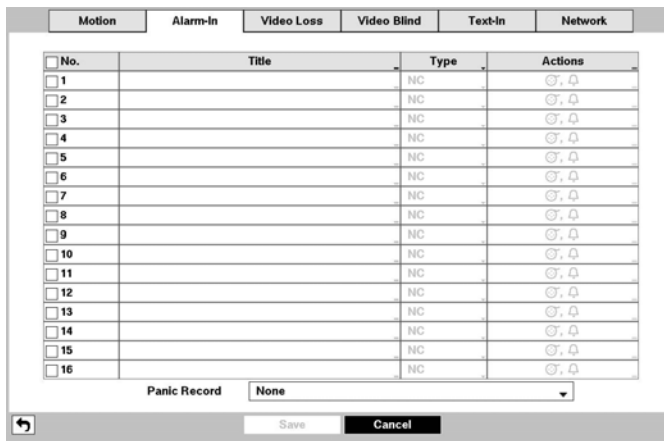 Motion Alarm-In Video Loss Video Blind Text-In Network
No. Title Type Actions
1 NC
2 NC
3 NC
4 NC
5 NC
6 NC
7 NC
8 NC
9 NC
10 NC
11 NC
12 NC
13 NC
14 NC
15 NC
16 NC
Panic Record None
Save Cancel